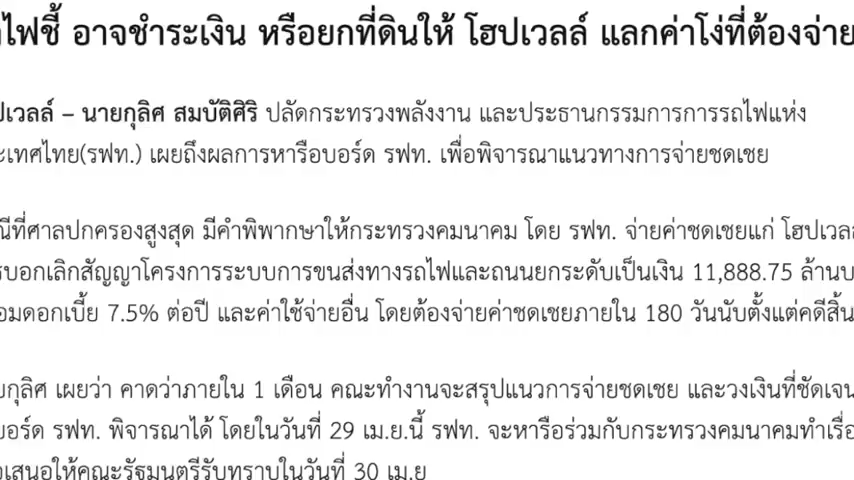 ไฟชี้ อาจชำระเงิน หรือยกที่ดินให้ โฮปเวลล์ แลกค่าโง่ที่ต้องจ่าย
ปเวลล์ – นายกุลิศ สมบัติศิริ ปลัดกระทรวงพลังงาน และประธานกรรมการการรถไฟแห่ง
ะเทศไทย(รฟท.) เผยถึงผลการหารือบอร์ด รฟท. เพื่อพิจารณาแนวทางการจ่ายชดเชย
ณีที่ศาลปกครองสูงสุด มีคำพิพากษาให้กระทรวงคมนาคม โดย รฟท. จ่ายค่าชดเชยแก่ โฮปเวล
รบอกเลิกสัญญาโครงการระบบการขนส่งทางรถไฟและถนนยกระดับเป็นเงิน 11,888.75 ล้านบ
อมดอกเบี้ย 7.5% ต่อปี และค่าใช้จ่ายอื่น โดยต้องจ่ายค่าชดเชยภายใน 180 วันนับตั้งแต่คดีสิ้น
ยกุลิศ เผยว่า คาดว่าภายใน 1 เดือน คณะทำงานจะสรุปแนวการจ่ายชดเชย และวงเงินที่ชัดเจน
บอร์ด รฟท. พิจารณาได้ โดยในวันที่ 29 เม.ย.นี้ รฟท. จะหารือร่วมกับกระทรวงคมนาคมทำเรื่อ
อเสนอให้คณะรัฐมนตรีรับทราบในวันที่ 30 เม.ย